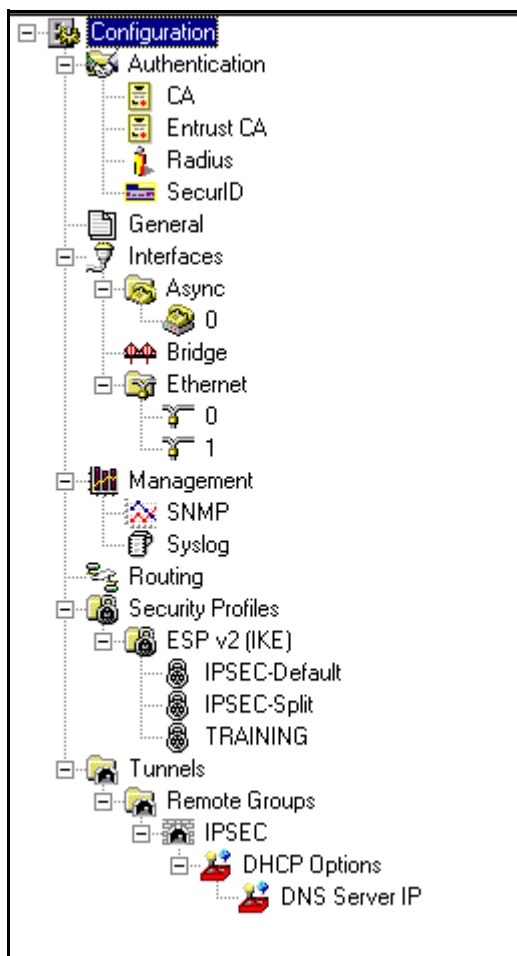 Configuration
Authentication
CA
Entrust CA
Radius
SecurID
General
Interfaces
Async
0
Bridge
Ethernet
0
1
Management
SNMP
Syslog
Routing
Security Profiles
ESP v2 (IKE)
IPSEC-Default
IPSEC-Split
TRAINING
Tunnels
Remote Groups
IPSEC
DHCP Options
DNS Server IP